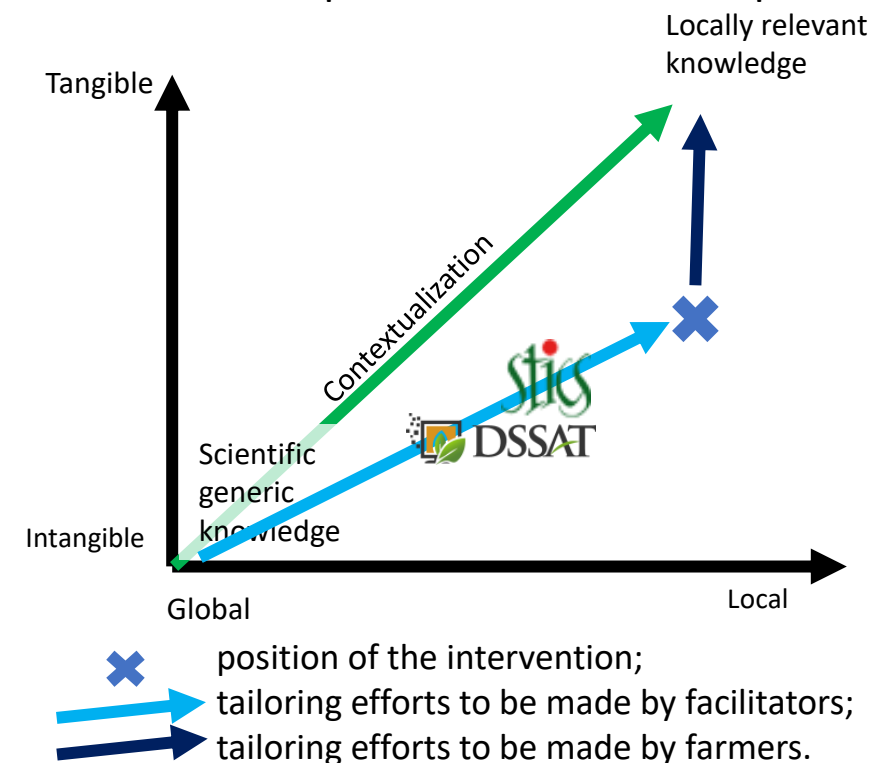 Locally relevant
knowledge
Tangible
Contextualization
STICS
DSSAT
Scientific
generic
knowledge
Intangible
Global
Local
position of the intervention;
tailoring efforts to be made by facilitators;
tailoring efforts to be made by farmers.